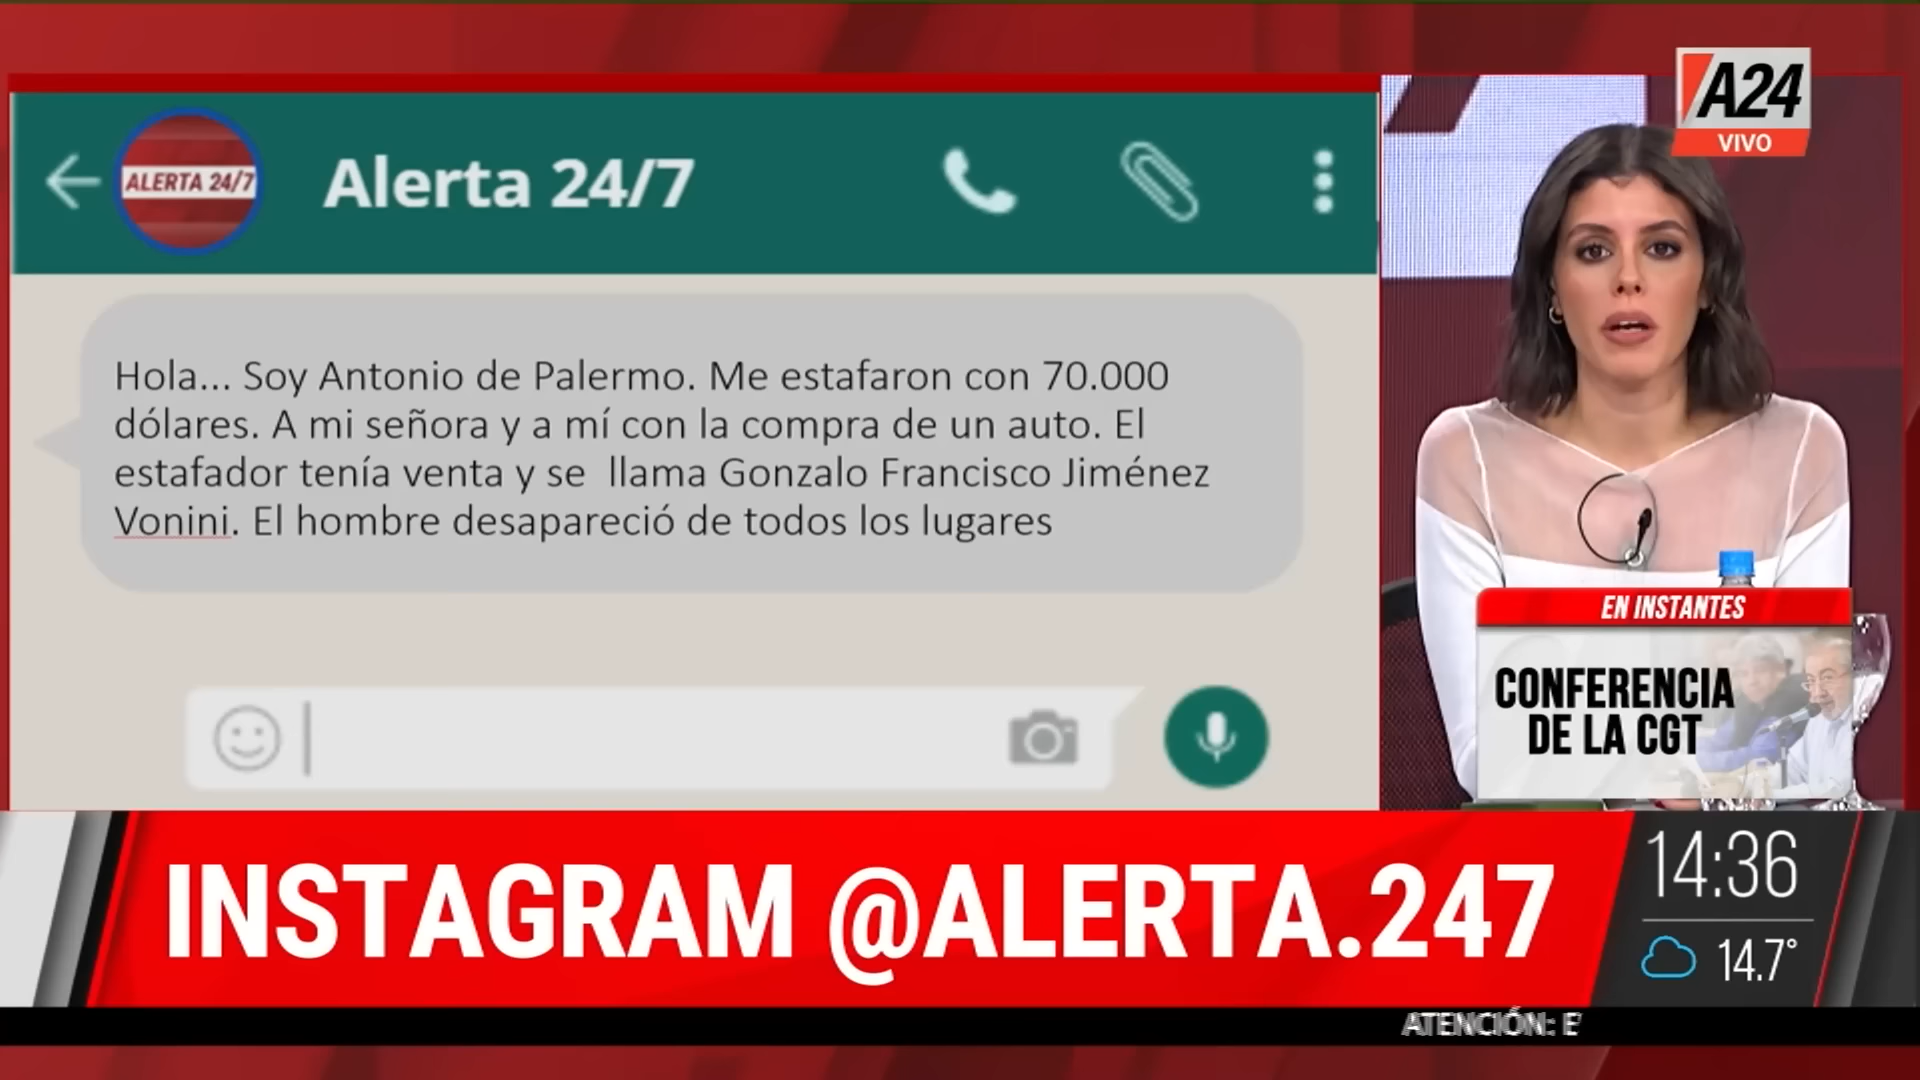 A24
VIVO
ALERTA 24/7
Alerta 24/7
Hola... Soy Antonio de Palermo. Me estafaron con 70.000
dólares. A mi señora y a mí con la compra de un auto. El
estafador tenía venta y se  llama Gonzalo Francisco Jiménez
Vonini. El hombre desapareció de todos los lugares
EN INSTANTES
CONFERENCIA
DE LA CGT
INSTAGRAM @ALERTA.247
14:36
14.7°
ATENCIÓN: